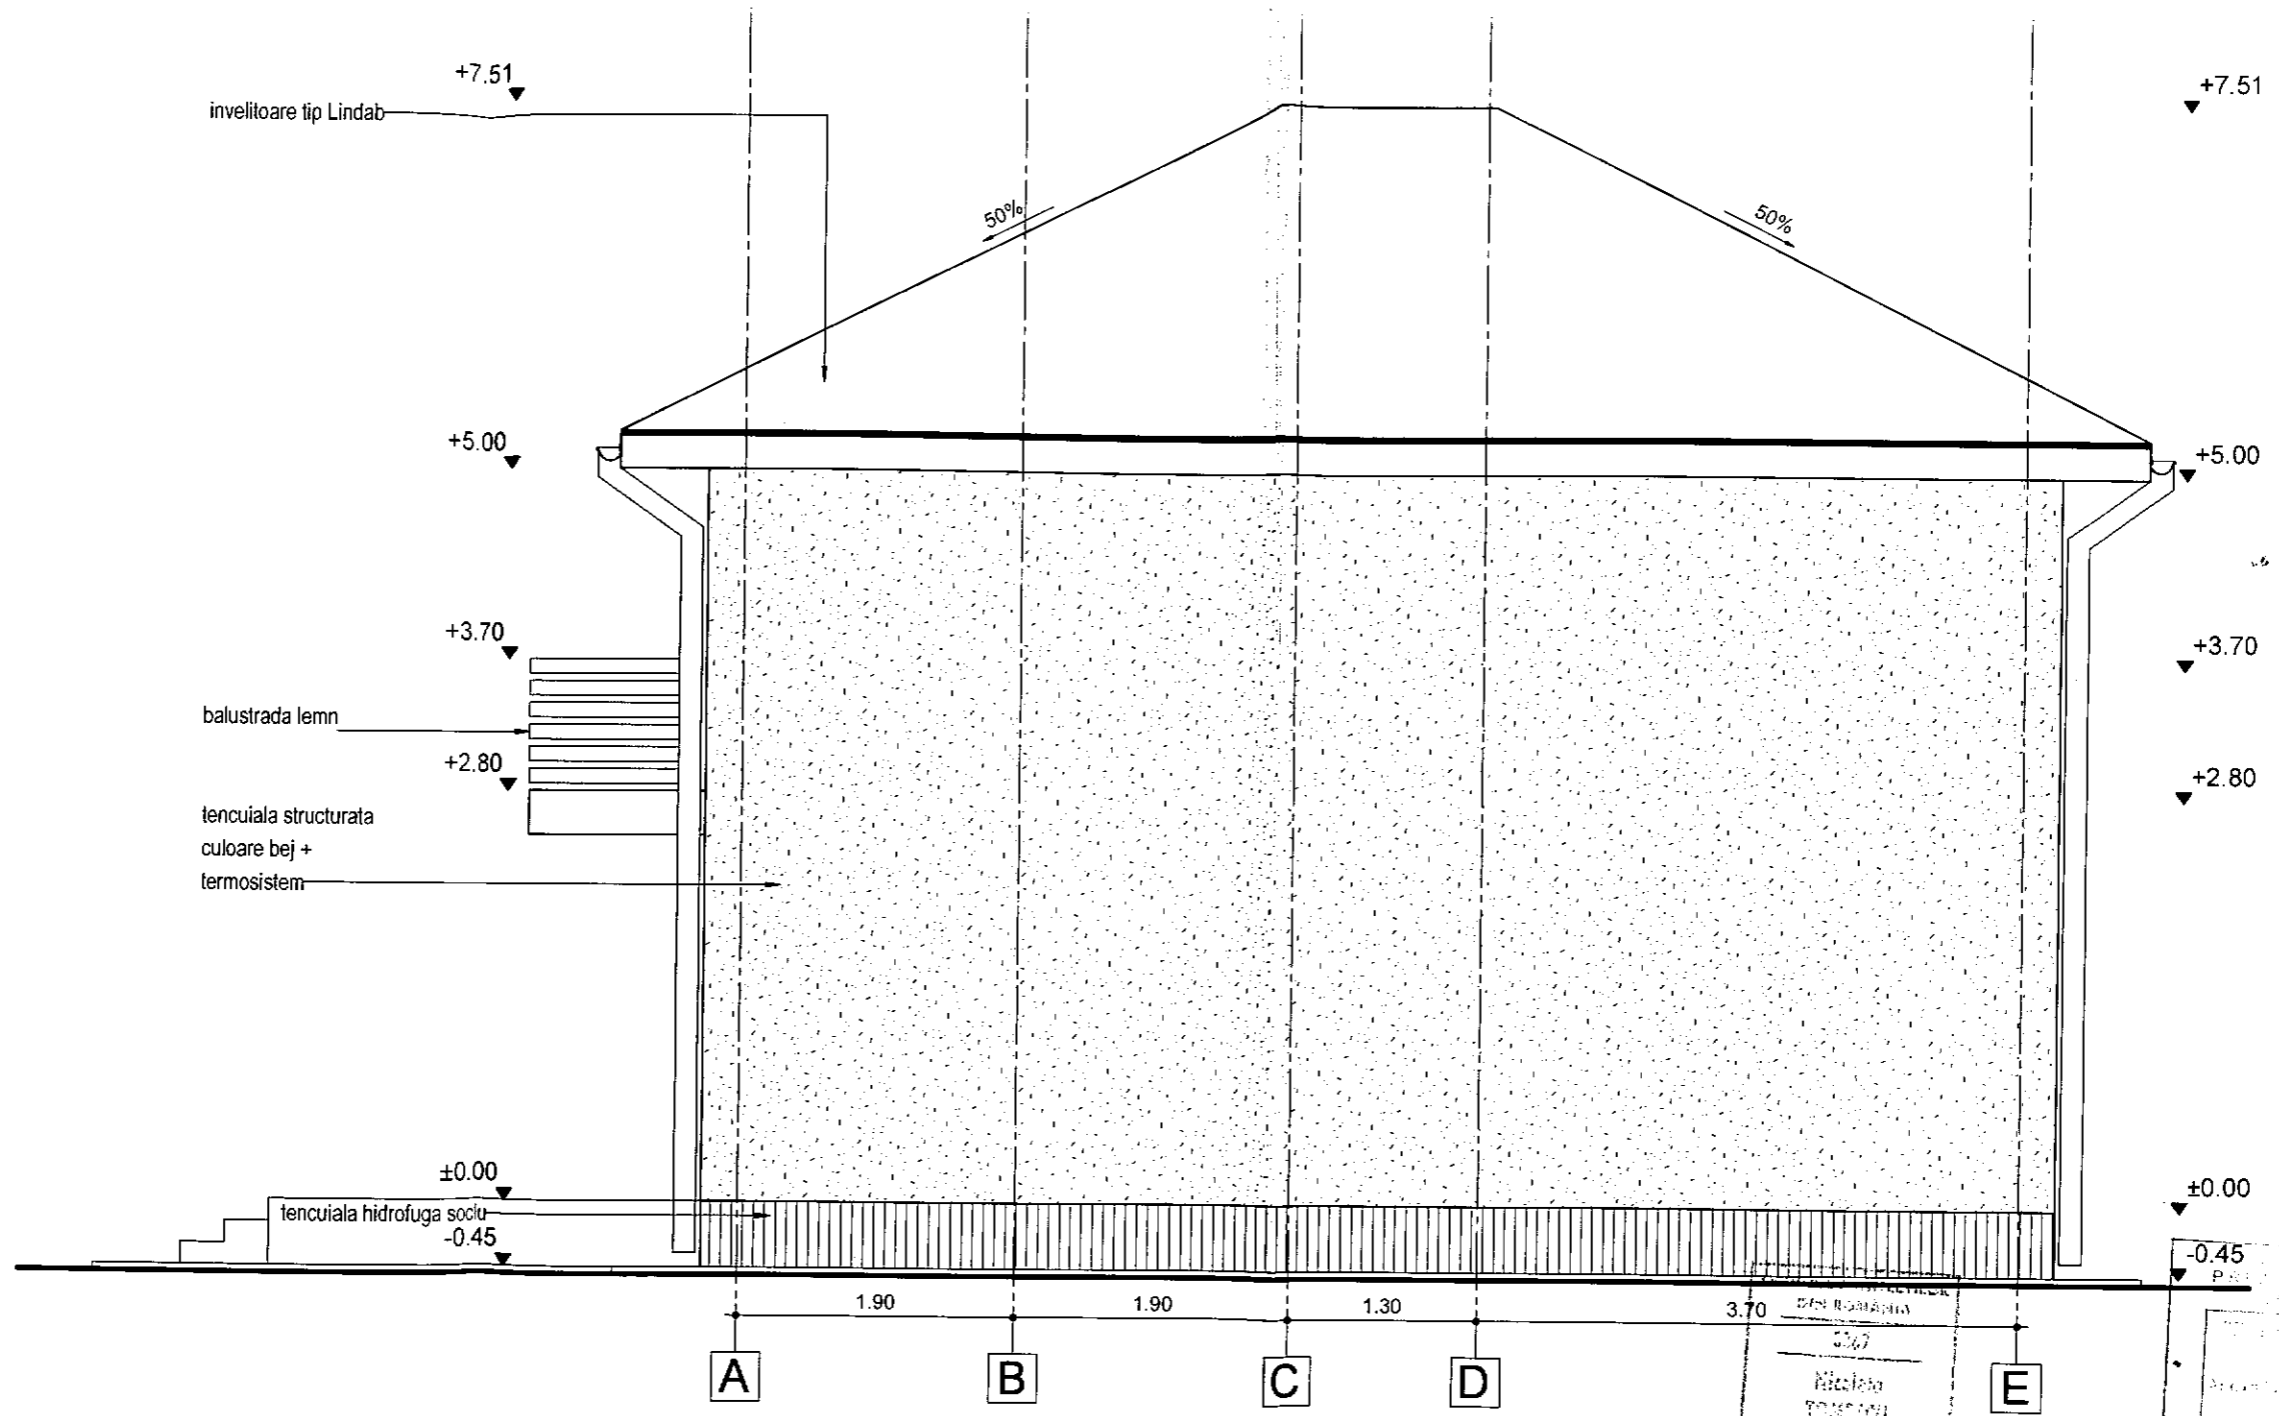 +7.51
+7.51
invelitoare tip Lindab
50%
50%
+5.00
+5.00
+3.70
+3.70
balustrada lemn
+2.80
+2.80
tencuiala structurata
culoare bej +
termosistem
±0.00
±0.00
tencuiala hidrofuga soclu
-0.45
-0.45
1.90
1.90
1.30
3.70
DIN ROMÂNIA
A
B
C
D
E